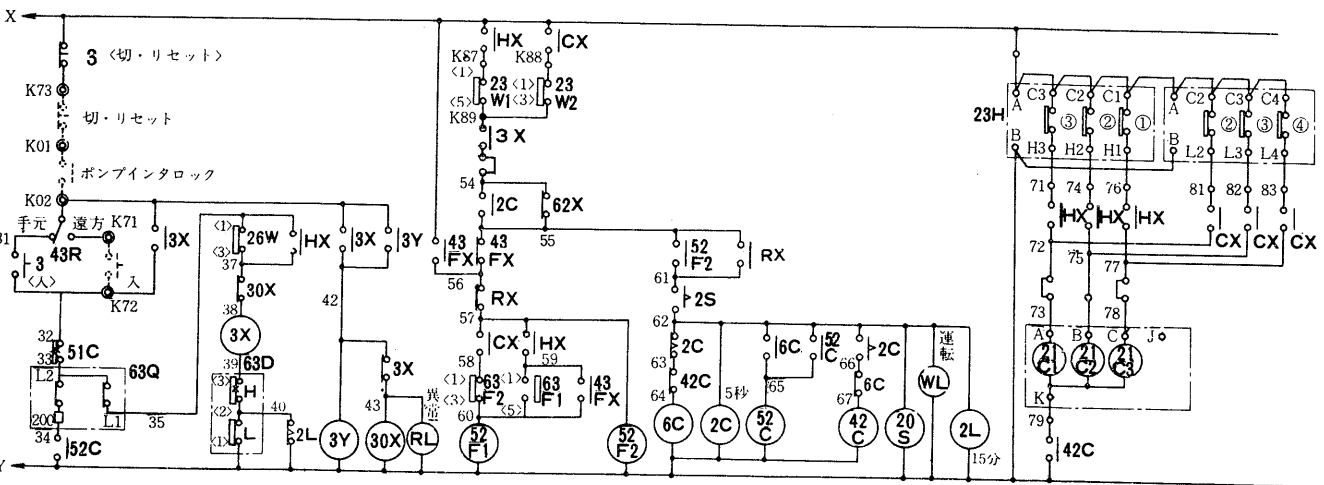 X
3〈切・リセット〉
K73
切・リセット
K01
ポンプインタロック
K02
手元
遠方
K71
31
43R
3
〈入〉
入
K72
3X
32
51C
33
63Q
L2
L1
200
34
52C
35
Y
〈1〉
26W
〈3〉
HX
37
30X
38
3X
39
63D
〈3〉
H
〈2〉
40
L
〈1〉
2L
3X
3Y
42
3X
43
異常
3Y
30X
RL
HX
CX
K87
K88
〈1〉
23
W1
〈5〉
〈1〉
23
W2
〈3〉
K89
3X
54
2C
62X
55
43
FX
43
FX
56
RX
57
CX
HX
58
59
〈1〉
63
F2
〈3〉
〈1〉
63
F1
〈5〉
43
FX
60
52
F1
52
F2
52
F2
RX
61
2S
62
2C
63
42C
64
6C
52
C
65
2C
66
6C
67
運転
WL
6C
5秒
2C
52
C
42
C
20
S
2L
15分
23H
A
C3
C2
C1
③
②
①
B
H3
H2
H1
A
C2
C3
C4
②
③
④
B
L2
L3
L4
71
74
76
81
82
83
HX
HX
HX
CX
CX
CX
72
75
77
73
78
A
B
C
J
21
C1
21
C2
21
C3
K
79
42C